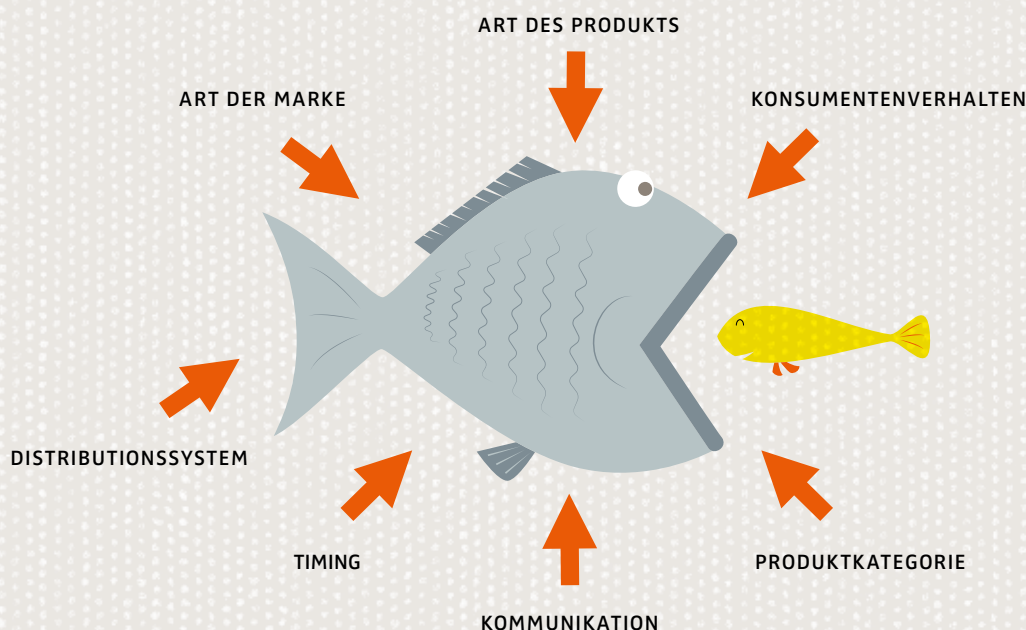 ART DES PRODUKTS
ART DER MARKE
KONSUMENTENVERHALTEN
DISTRIBUTIONSSYSTEM
TIMING
PRODUKTKATEGORIE
KOMMUNIKATION